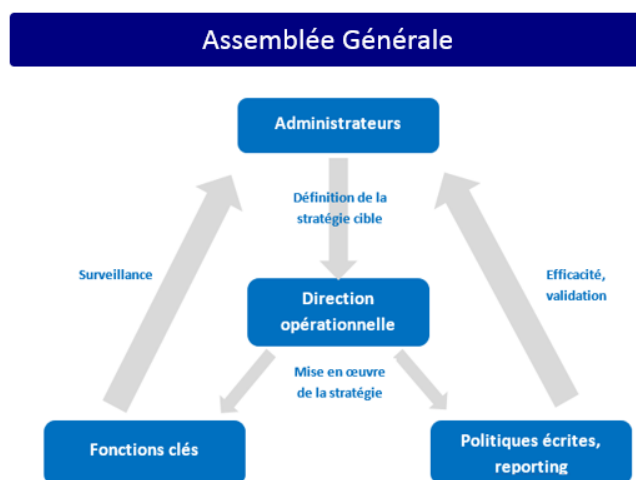 Assemblée Générale
Administrateurs
Définition de la
stratégie cible
Surveillance
Efficacité,
validation
Direction
opérationnelle
Mise en œuvre
de la stratégie
Fonctions clés
Politiques écrites,
reporting